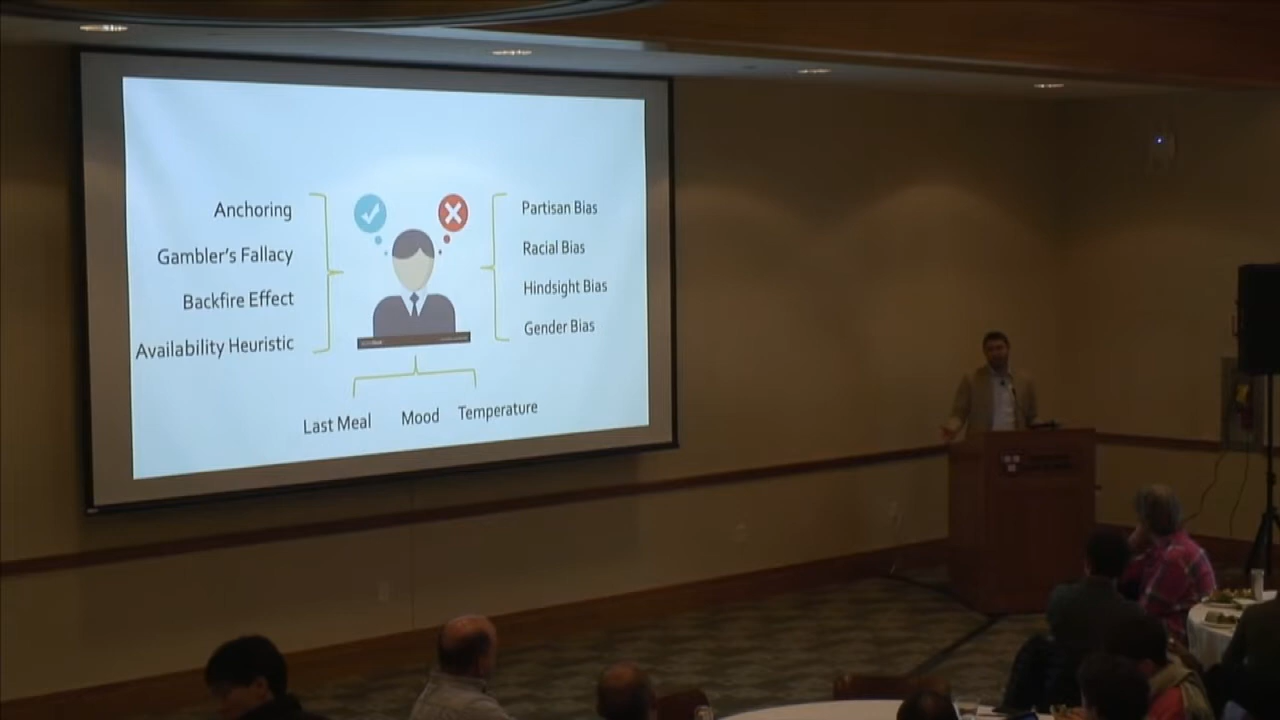 Anchoring
Gambler's Fallacy
Backfire Effect
Availability Heuristic
Partisan Bias
Racial Bias
Hindsight Bias
Gender Bias
Last Meal Mood Temperature